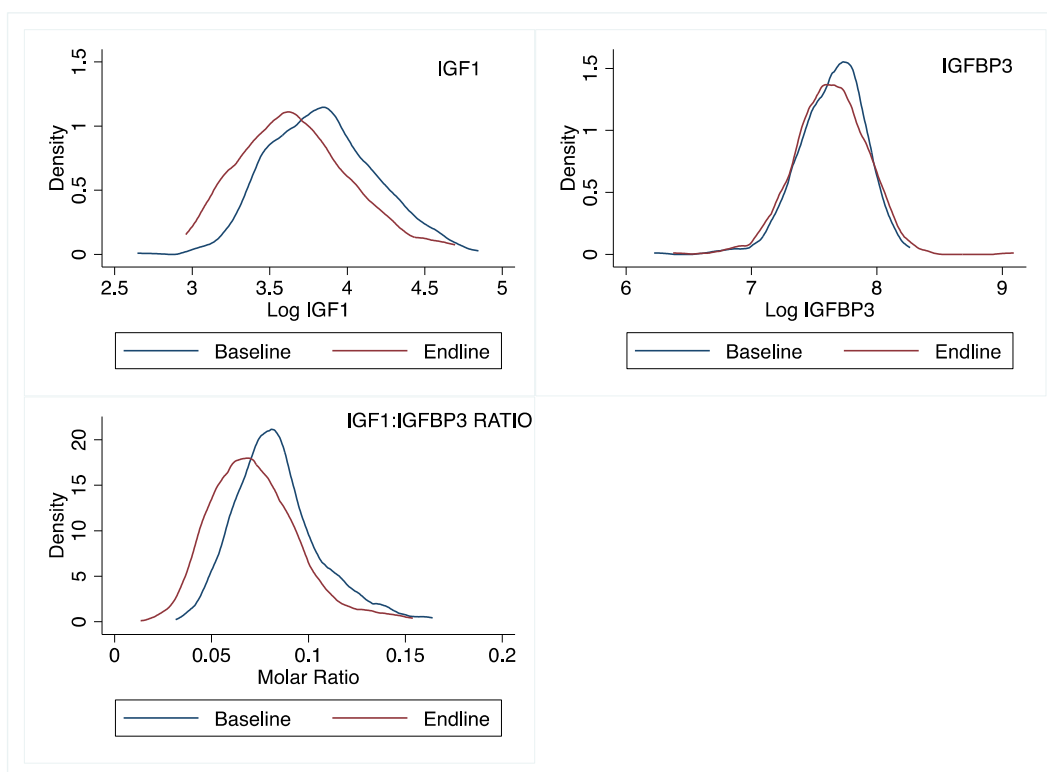 IGF1
Density
0 0.5 1 1.5
2.5 3 3.5 4 4.5 5
Log IGF1
Baseline Endline
IGFBP3
Density
0 0.5 1 1.5
6 7 8 9
Log IGFBP3
Baseline Endline
IGF1:IGFBP3 RATIO
Density
0 5 10 15 20
0 0.05 0.1 0.15 0.2
Molar Ratio
Baseline Endline